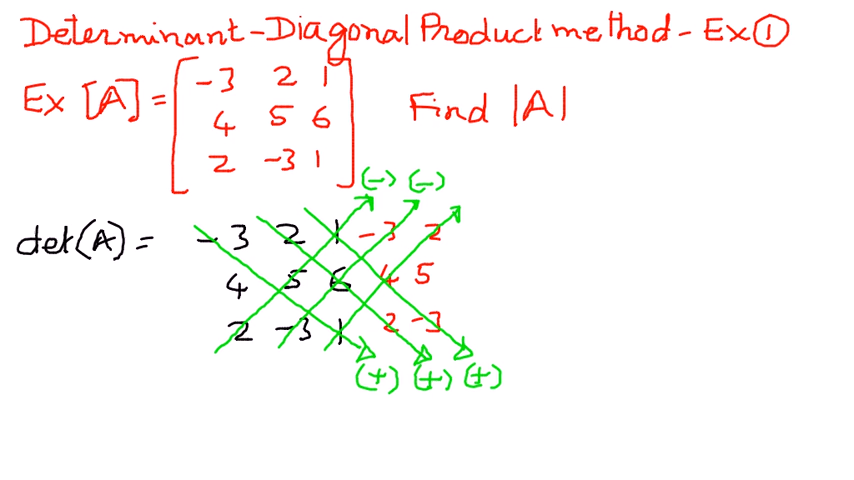 Determinant-Diagonal Product method - Ex ①
Ex [A] = [-3 2 1
4 5 6 Find |A|
2 -3 1]
(-) (-)
det(A) = -3 2 1 -3 2
4 5 6 4 5
2 -3 1 2 -3
(+) (+) (+)